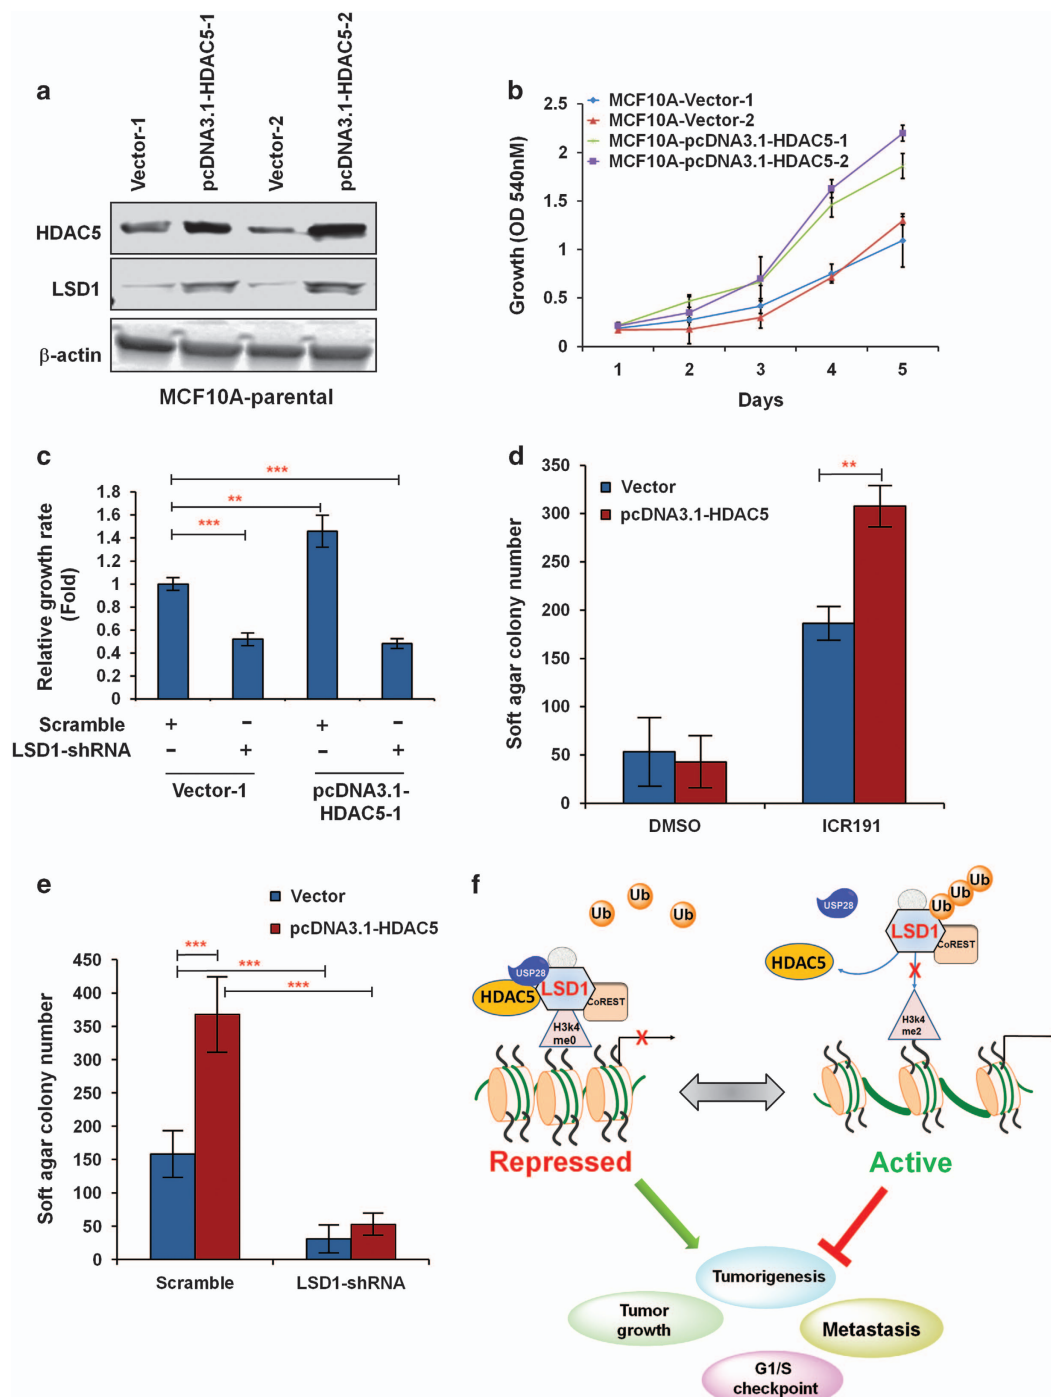 a
Vector-1
pcDNA3.1-HDAC5-1
Vector-2
pcDNA3.1-HDAC5-2
HDAC5
LSD1
β-actin
MCF10A-parental
b
MCF10A-Vector-1
MCF10A-Vector-2
MCF10A-pcDNA3.1-HDAC5-1
MCF10A-pcDNA3.1-HDAC5-2
Growth (OD 540nM)
2.5
2
1.5
1
0.5
0
1 2 3 4 5
Days
c
***
**
***
Relative growth rate
(Fold)
1.8
1.6
1.4
1.2
1
0.8
0.6
0.4
0.2
0
Scramble + - + -
LSD1-shRNA - + - +
Vector-1
pcDNA3.1-
HDAC5-1
d
Vector
pcDNA3.1-HDAC5
**
Soft agar colony number
350
300
250
200
150
100
50
0
DMSO
ICR191
e
Vector
pcDNA3.1-HDAC5
***
***
***
Soft agar colony number
450
400
350
300
250
200
150
100
50
0
Scramble
LSD1-shRNA
f
Ub
Ub
Ub
USP28
HDAC5
LSD1
CoREST
H3k4
me0
X
Repressed
USP28
Ub
Ub
Ub
LSD1
CoREST
HDAC5
X
H3k4
me2
Active
Tumorigenesis
Tumor
growth
Metastasis
G1/S
checkpoint